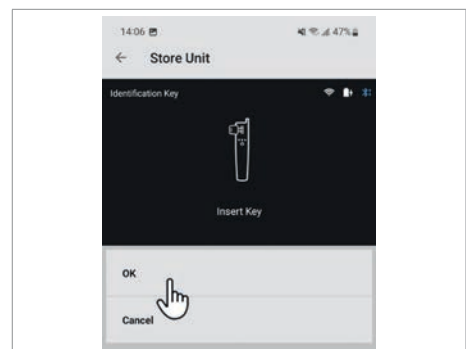 14:06 47%
Store Unit
Identification Key
Insert Key
OK
Cancel